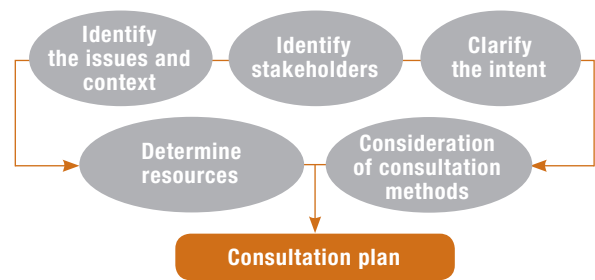 Identify
the issues and
context
Identify
stakeholders
Clarify
the intent
Determine
resources
Consideration
of consultation
methods
Consultation plan